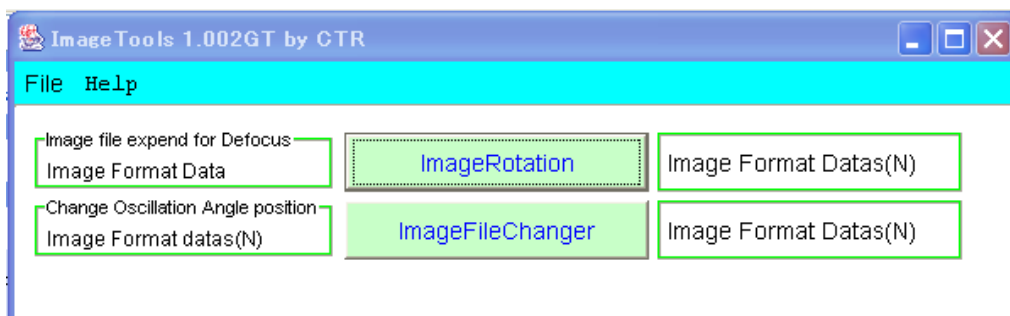 ImageTools 1.002GT by CTR
File Help
Image file expend for Defocus
Image Format Data
ImageRotation
Image Format Datas(N)
Change Oscillation Angle position
Image Format datas(N)
ImageFileChanger
Image Format Datas(N)